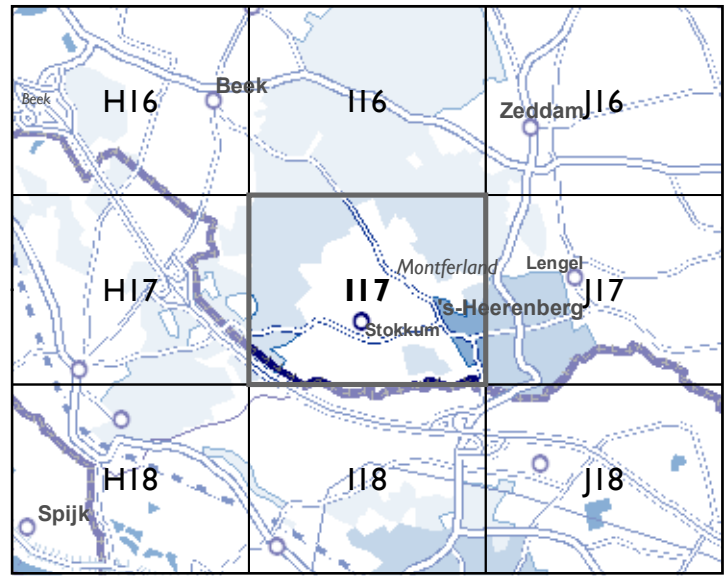 H16
Beek
Beek
I16
Zeddam
J16
H17
I17
Montferland
Stokkum
's-Heerenberg
Lengel
J17
H18
Spijk
I18
J18